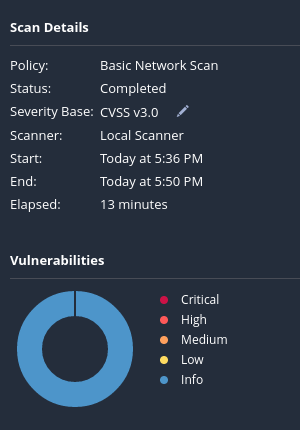 Scan Details
Policy: Basic Network Scan
Status: Completed
Severity Base: CVSS v3.0
Scanner: Local Scanner
Start: Today at 5:36 PM
End: Today at 5:50 PM
Elapsed: 13 minutes
Vulnerabilities
Critical
High
Medium
Low
Info